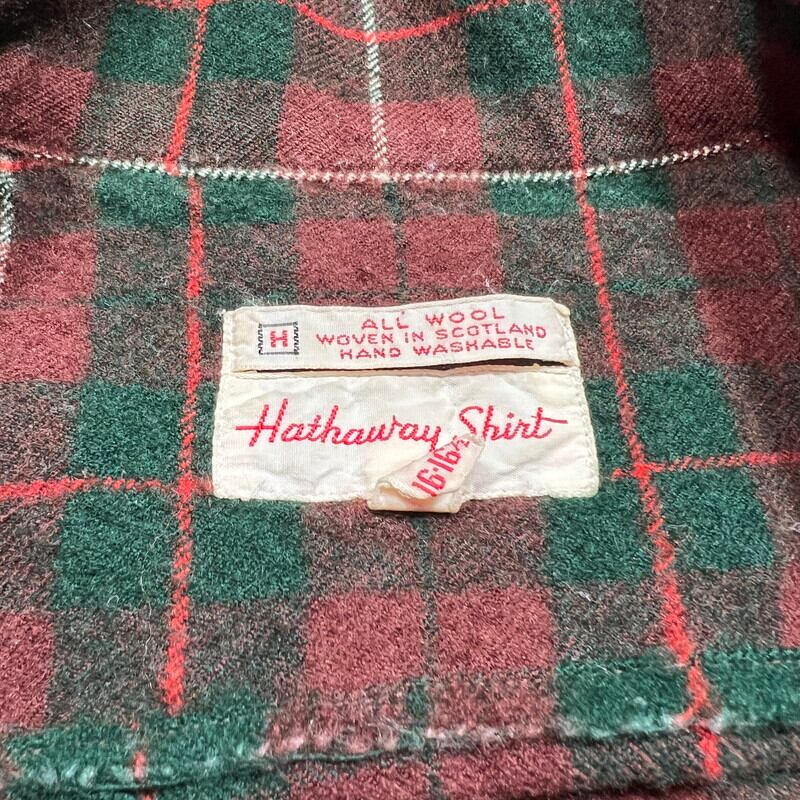 H
ALL WOOL
WOVEN IN SCOTLAND
HAND WASHABLE
Hathaway Shirt
16·16½